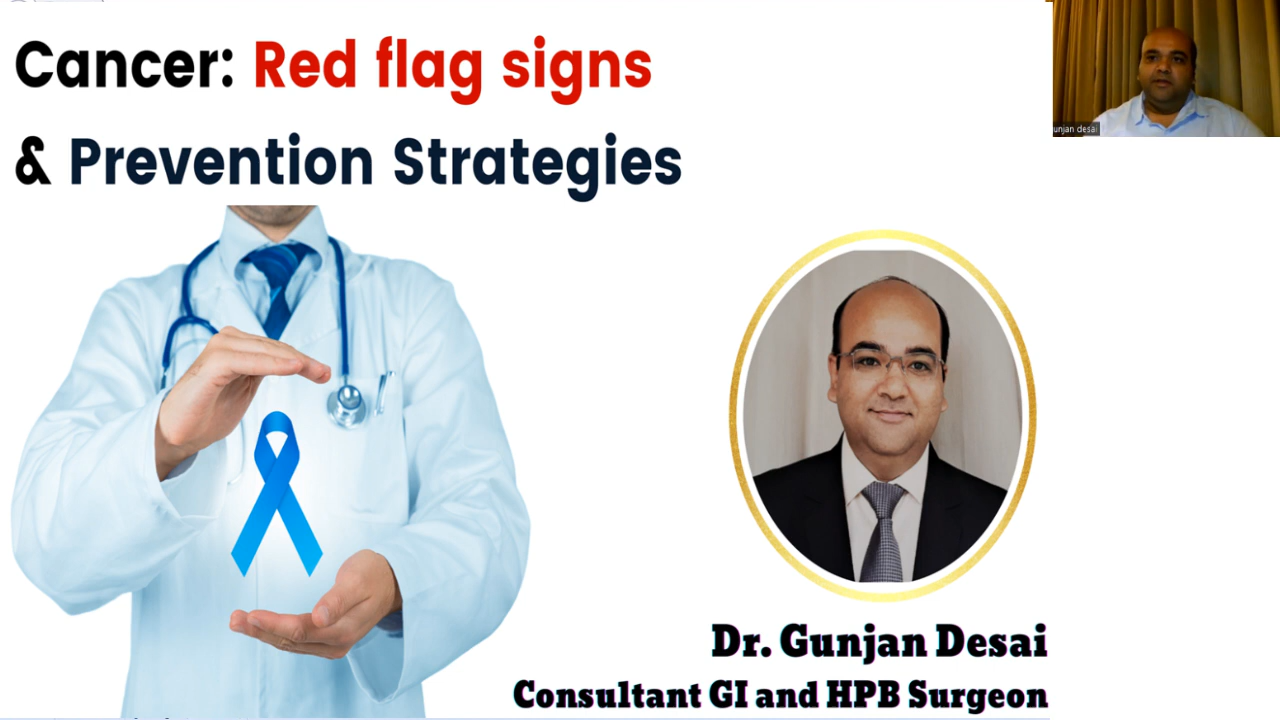 Cancer: Red flag signs
& Prevention Strategies
unjan desai
Dr. Gunjan Desai
Consultant GI and HPB Surgeon